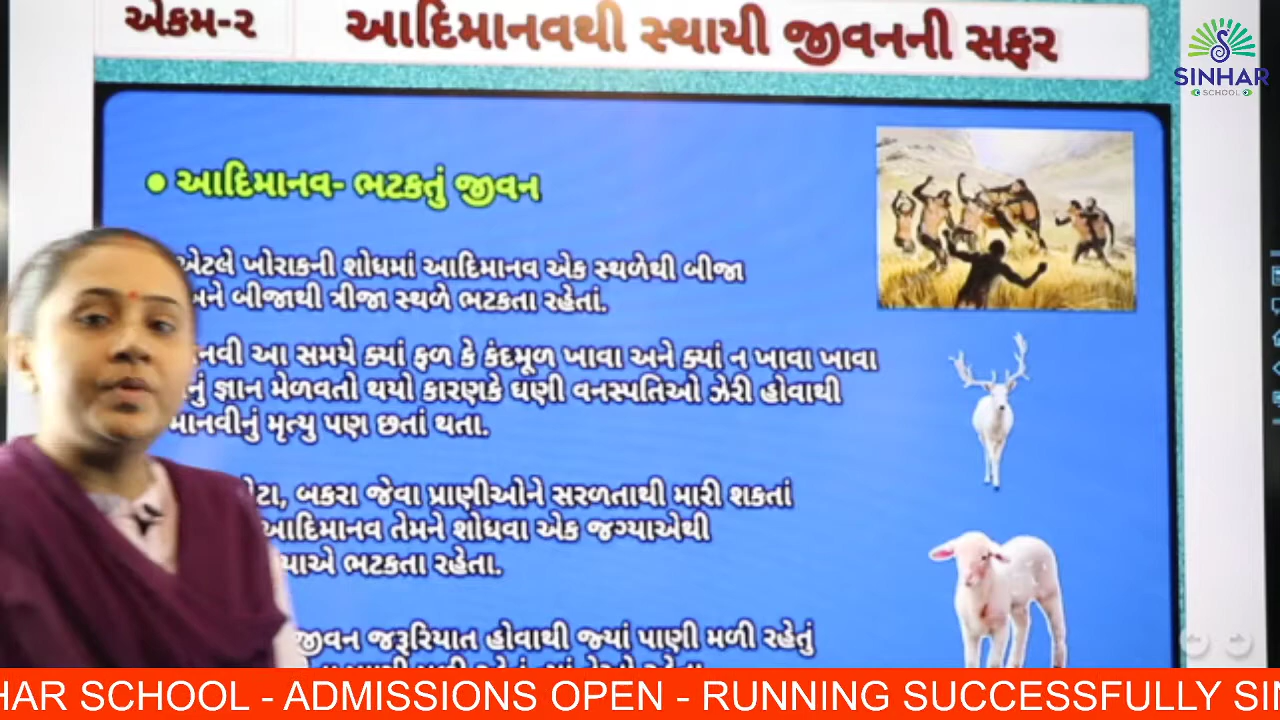 એકમ-૨
આદિમાનવથી સ્થાયી જીવનની સફર
SINHAR
SCHOOL
• આદિમાનવ- ભટકતું જીવન
એટલે ખોરાકની શોધમાં આદિમાનવ એક સ્થળેથી બીજા
અને બીજાથી ત્રીજા સ્થળે ભટકતા રહેતાં.
આ સમયે ક્યાં ફળ કે કંદમૂળ ખાવા અને ક્યાં ન ખાવા ખાવા
જ્ઞાન મેળવતો થયો કારણકે ઘણી વનસ્પતિઓ ઝેરી હોવાથી
માનવીનું મૃત્યુ પણ છતાં થતા.
બકરા જેવા પ્રાણીઓને સરળતાથી મારી શકતાં
આદિમાનવ તેમને શોધવા એક જગ્યાએથી
ભટકતા રહેતા.
જીવન જરૂરિયાત હોવાથી જ્યાં પાણી મળી રહેતું
HAR SCHOOL - ADMISSIONS OPEN - RUNNING SUCCESSFULLY SIN